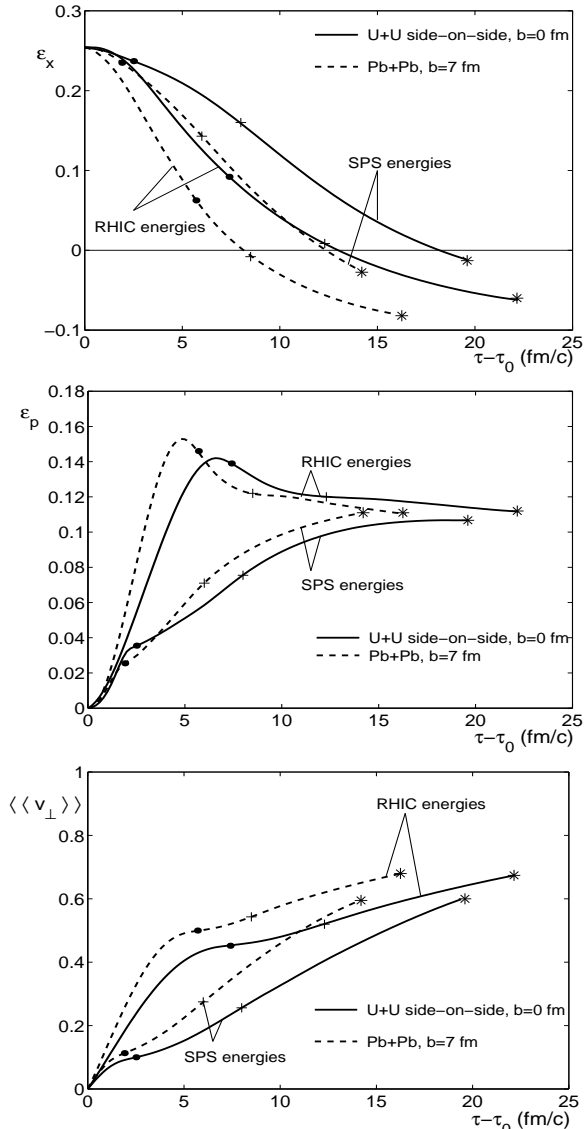 ε_x
0.3
0.2
0.1
0
−0.1
U+U side−on−side, b=0 fm
Pb+Pb, b=7 fm
SPS energies
RHIC energies
0 5 10 15 20 25
τ−τ_0 (fm/c)
ε_p
0.18
0.16
0.14
0.12
0.1
0.08
0.06
0.04
0.02
0
RHIC energies
SPS energies
U+U side−on−side, b=0 fm
Pb+Pb, b=7 fm
0 5 10 15 20 25
τ−τ_0 (fm/c)
⟨⟨v_⊥⟩⟩
1
0.8
0.6
0.4
0.2
0
RHIC energies
U+U side−on−side, b=0 fm
Pb+Pb, b=7 fm
SPS energies
0 5 10 15 20 25
τ−τ_0 (fm/c)